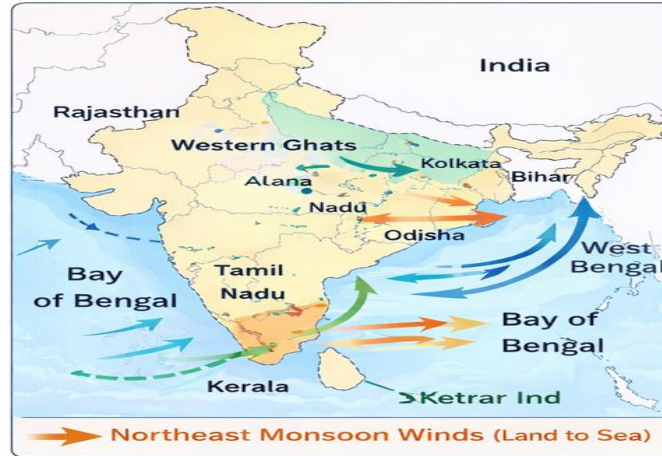 India
Rajasthan
Western Ghats
Kolkata
Alana
Bihar
Nadu
Odisha
West
Bengal
Tamil
Nadu
Bay
of Bengal
Bay of
Bengal
Kerala
Ketrar Ind
Northeast Monsoon Winds (Land to Sea)